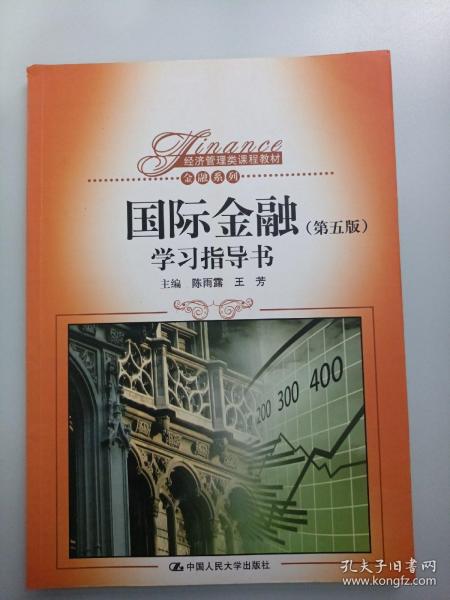 Finance
经济管理类课程教材
金融系列
国际金融(第五版)
学习指导书
主编 陈雨露 王芳
200 300 400
中国人民大学出版社
孔夫子旧书网
www.kongfz.com